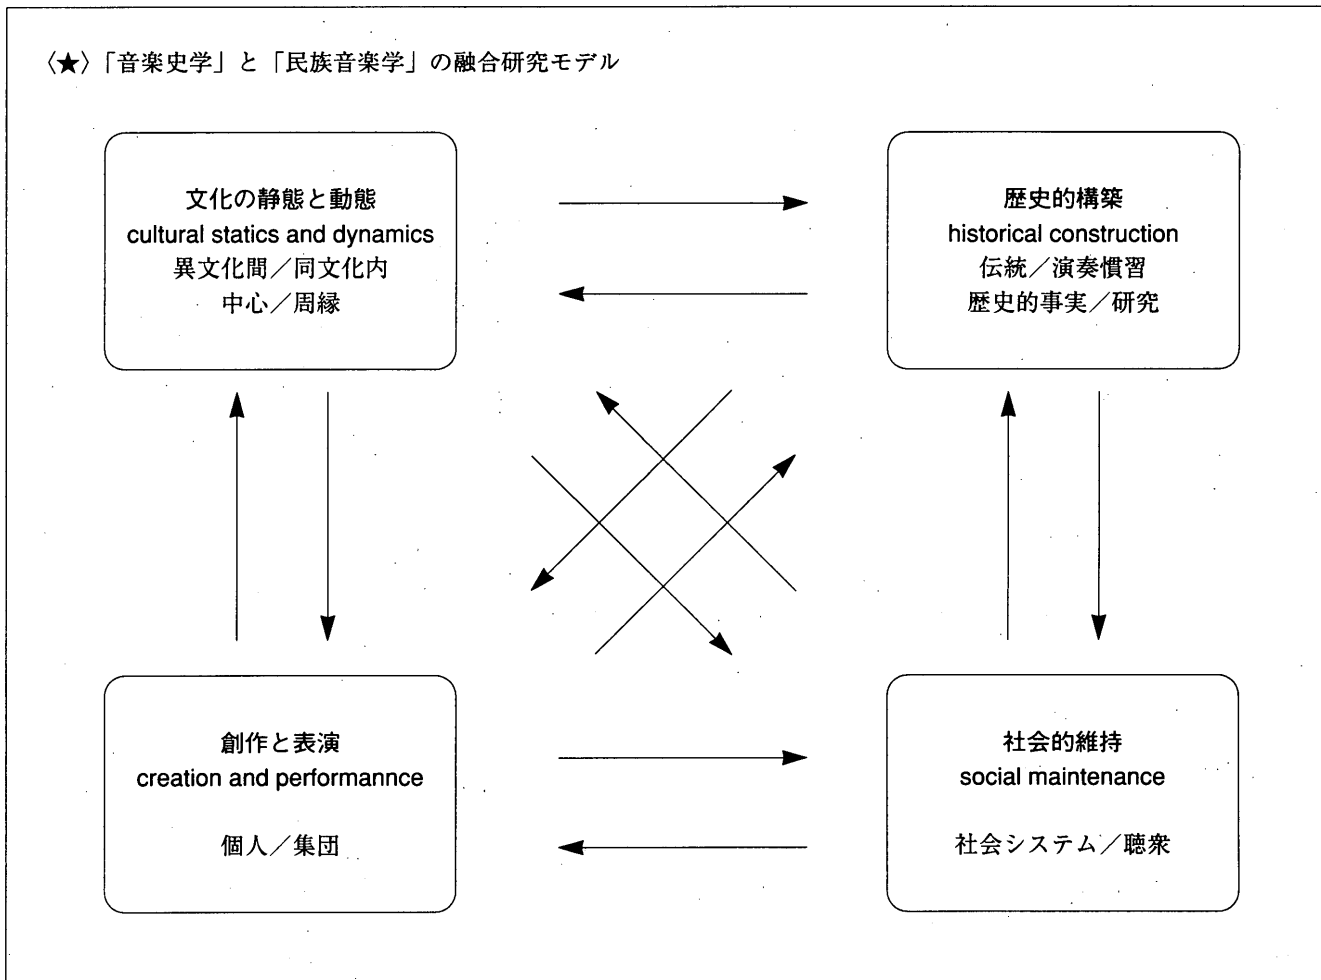 〈★〉「音楽史学」と「民族音楽学」の融合研究モデル
文化の静態と動態
cultural statics and dynamics
異文化間／同文化内
中心／周縁
歴史的構築
historical construction
伝統／演奏慣習
歴史的事実／研究
創作と表演
creation and performannce
個人／集団
社会的維持
social maintenance
社会システム／聴衆